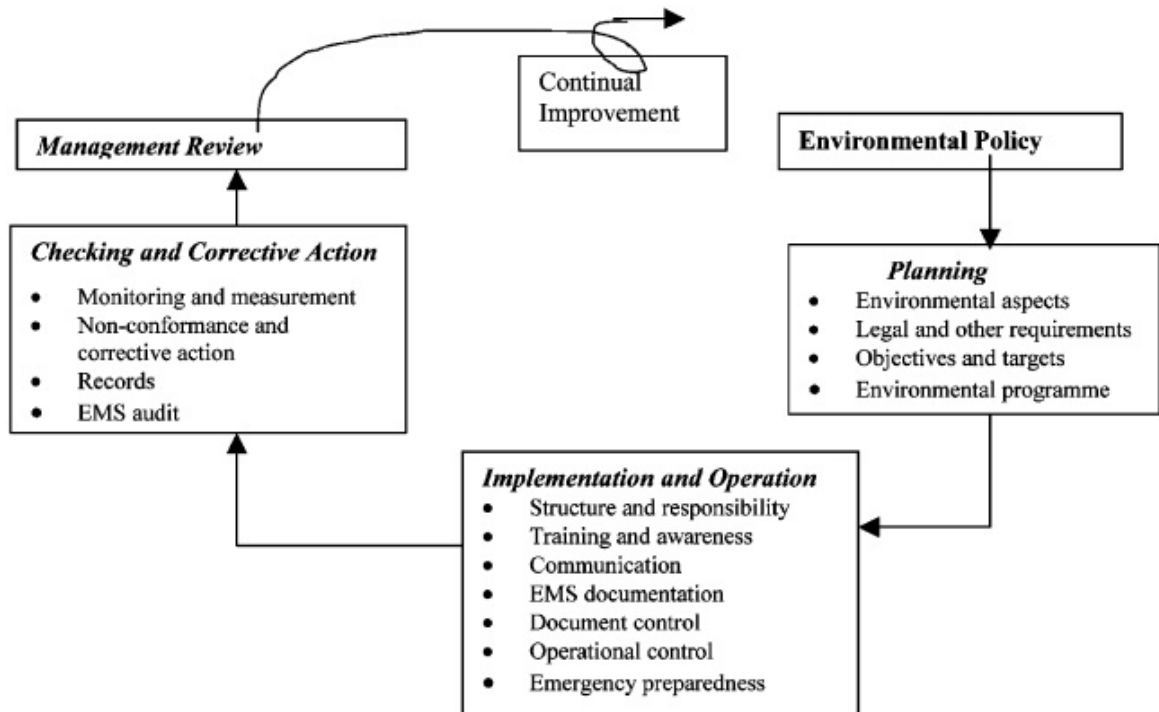 Continual
Improvement
Management Review
Environmental Policy
Checking and Corrective Action
• Monitoring and measurement
• Non-conformance and
corrective action
• Records
• EMS audit
Planning
• Environmental aspects
• Legal and other requirements
• Objectives and targets
• Environmental programme
Implementation and Operation
• Structure and responsibility
• Training and awareness
• Communication
• EMS documentation
• Document control
• Operational control
• Emergency preparedness